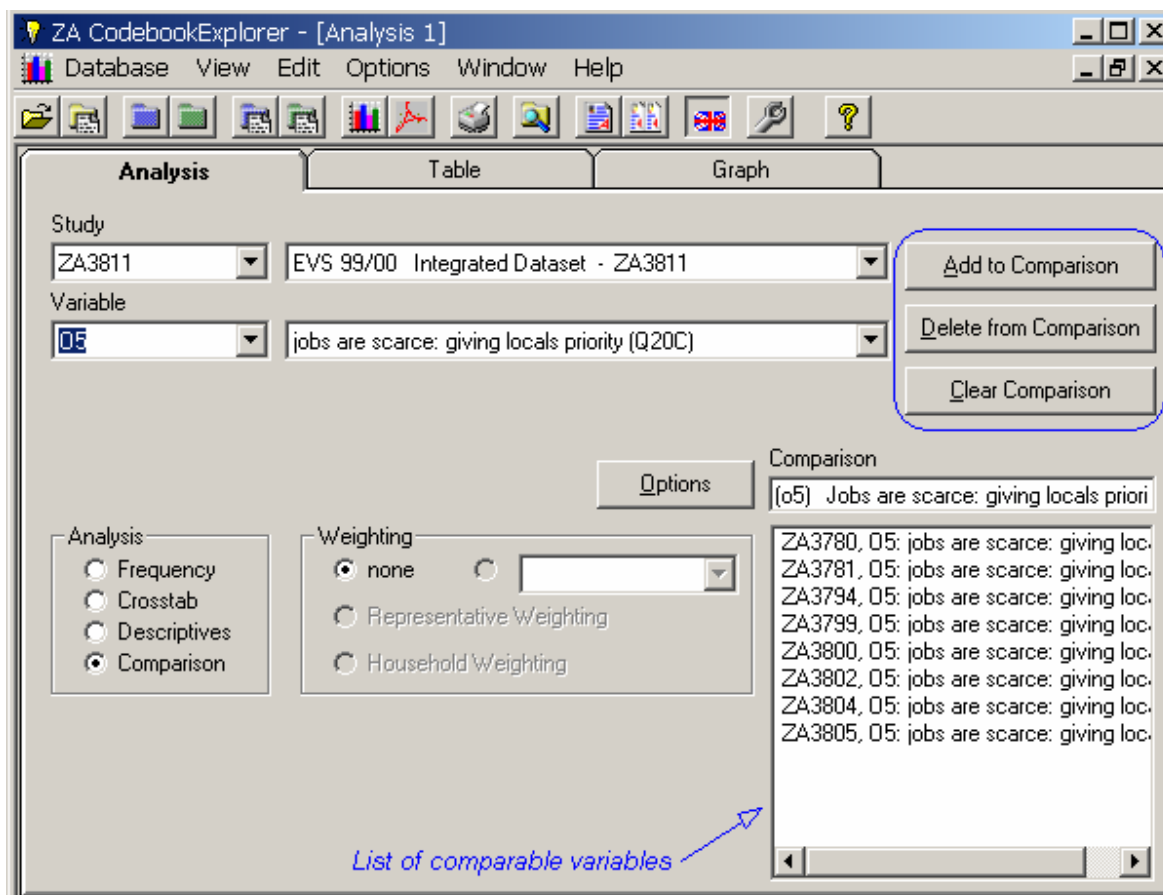 ZA CodebookExplorer - [Analysis 1]
Database View Edit Options Window Help
Analysis Table Graph
Study
ZA3811 EVS 99/00 Integrated Dataset - ZA3811
Add to Comparison
Variable
O5 jobs are scarce: giving locals priority (Q20C)
Delete from Comparison
Clear Comparison
Options
Comparison
(o5) Jobs are scarce: giving locals priori
Analysis
Frequency
Crosstab
Descriptives
Comparison
Weighting
none
Representative Weighting
Household Weighting
ZA3780, O5: jobs are scarce: giving loc
ZA3781, O5: jobs are scarce: giving loc
ZA3794, O5: jobs are scarce: giving loc
ZA3799, O5: jobs are scarce: giving loc
ZA3800, O5: jobs are scarce: giving loc
ZA3802, O5: jobs are scarce: giving loc
ZA3804, O5: jobs are scarce: giving loc
ZA3805, O5: jobs are scarce: giving loc
List of comparable variables